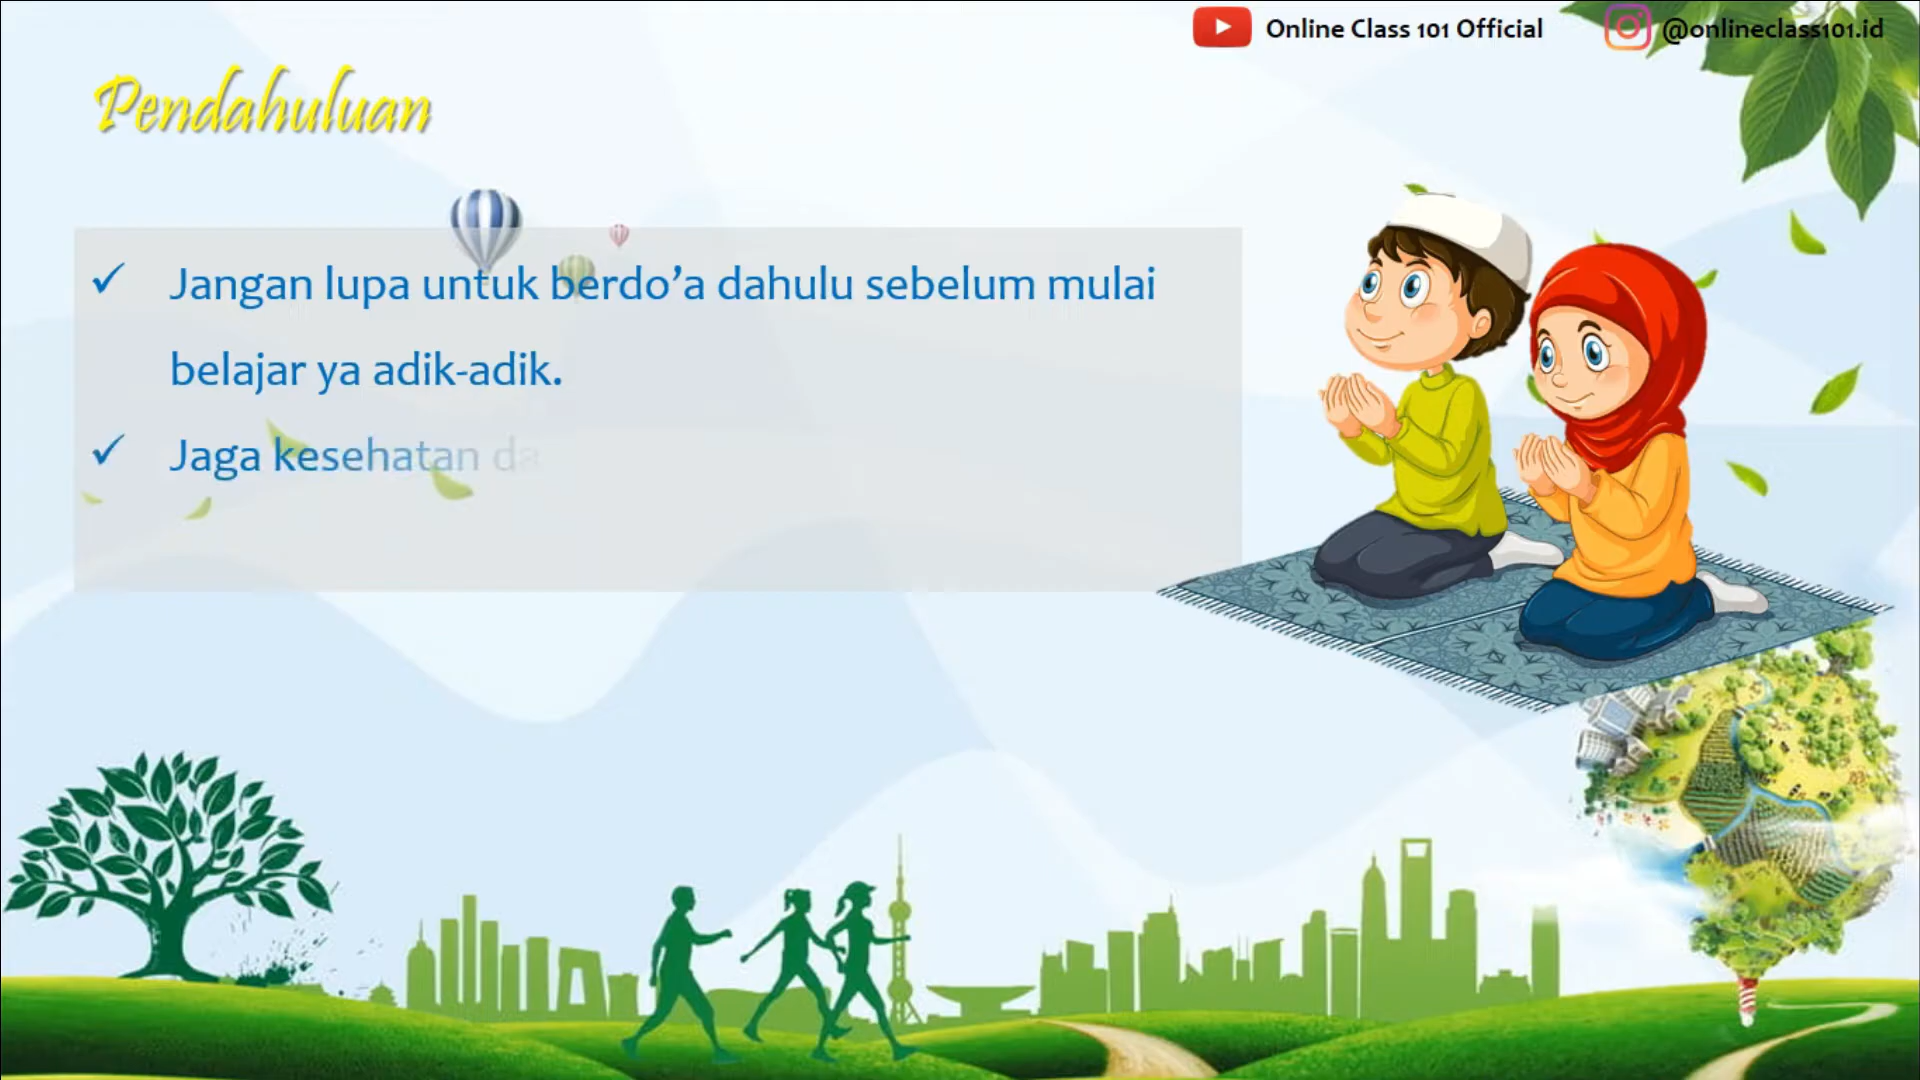 Online Class 101 Official @onlineclass101.id
Pendahuluan
✓ Jangan lupa untuk berdo’a dahulu sebelum mulai
belajar ya adik-adik.
✓ Jaga kesehatan da